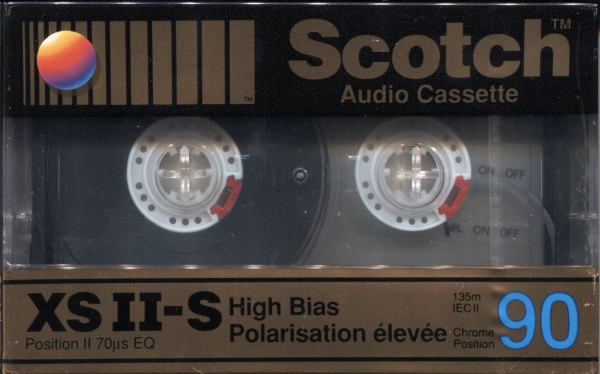 Scotch™
Audio Cassette
™
ON OFF
ON OFF
XS II-S
High Bias
Polarisation élevée
Position II 70µs EQ
135m
IEC II
Chrome
Position
90